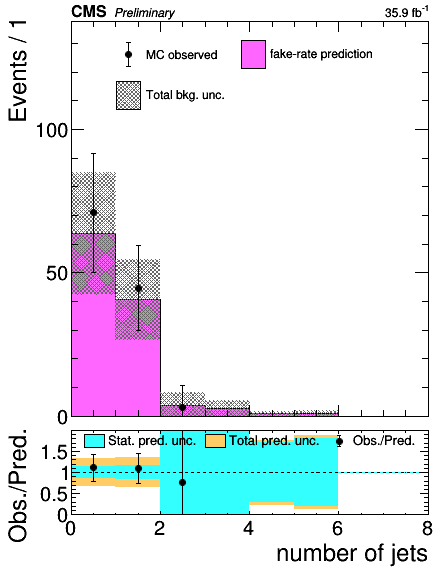 CMS Preliminary 35.9 fb⁻¹
Events / 1
MC observed
fake-rate prediction
Total bkg. unc.
100
50
0
Obs./Pred.
Stat. pred. unc.
Total pred. unc.
Obs./Pred.
1.5
1
0.5
0
0 2 4 6 8
number of jets